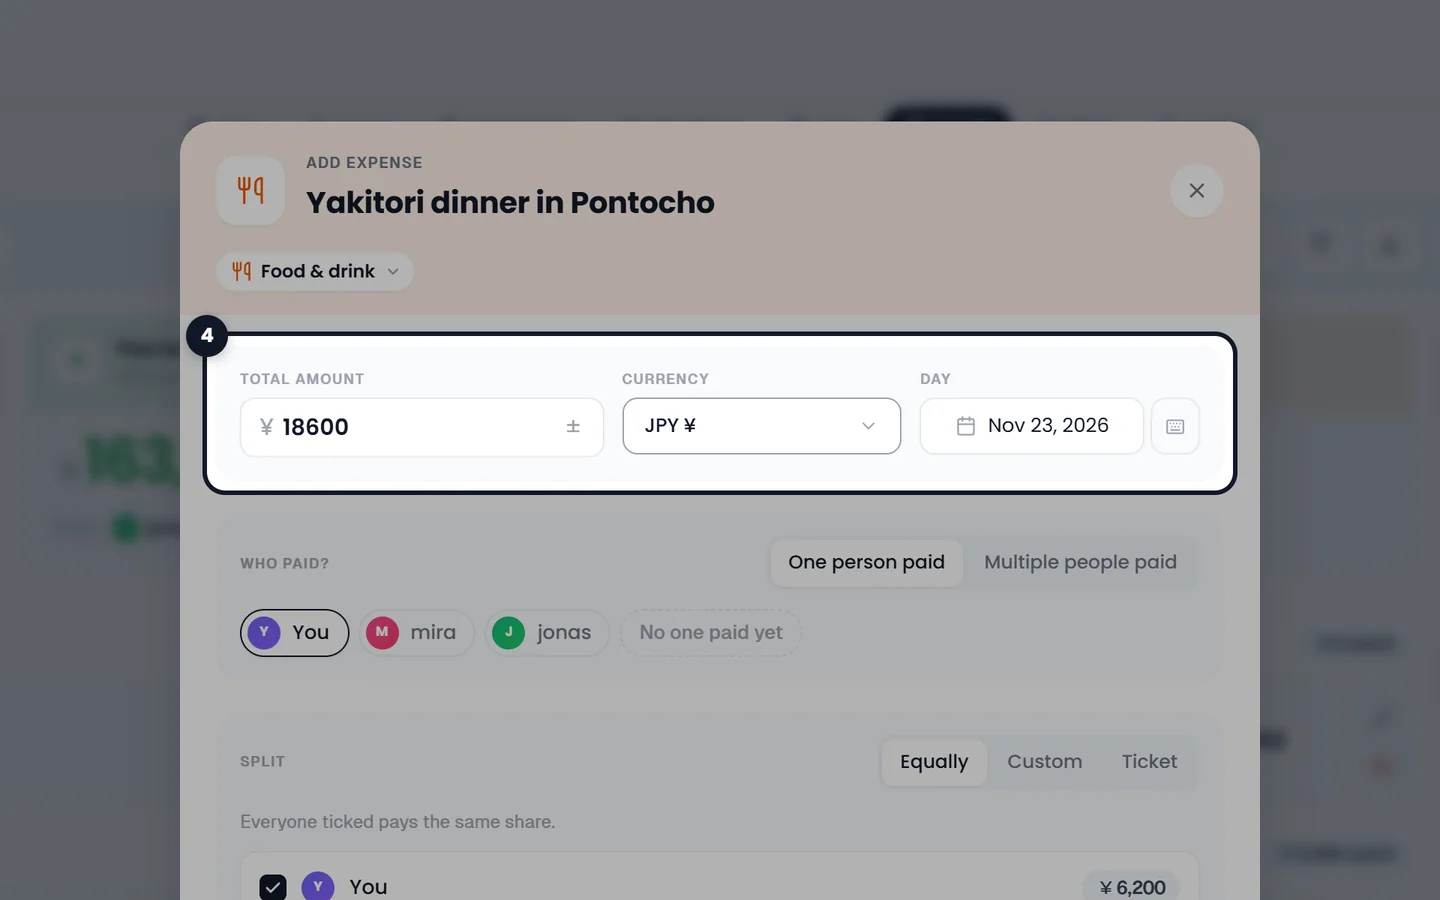 ADD EXPENSE
Yakitori dinner in Pontocho
Food & drink
4
TOTAL AMOUNT
CURRENCY
DAY
¥ 18600 ±
JPY ¥
Nov 23, 2026
WHO PAID?
One person paid
Multiple people paid
Y You
M mira
J jonas
No one paid yet
SPLIT
Equally
Custom
Ticket
Everyone ticked pays the same share.
Y You
¥ 6,200